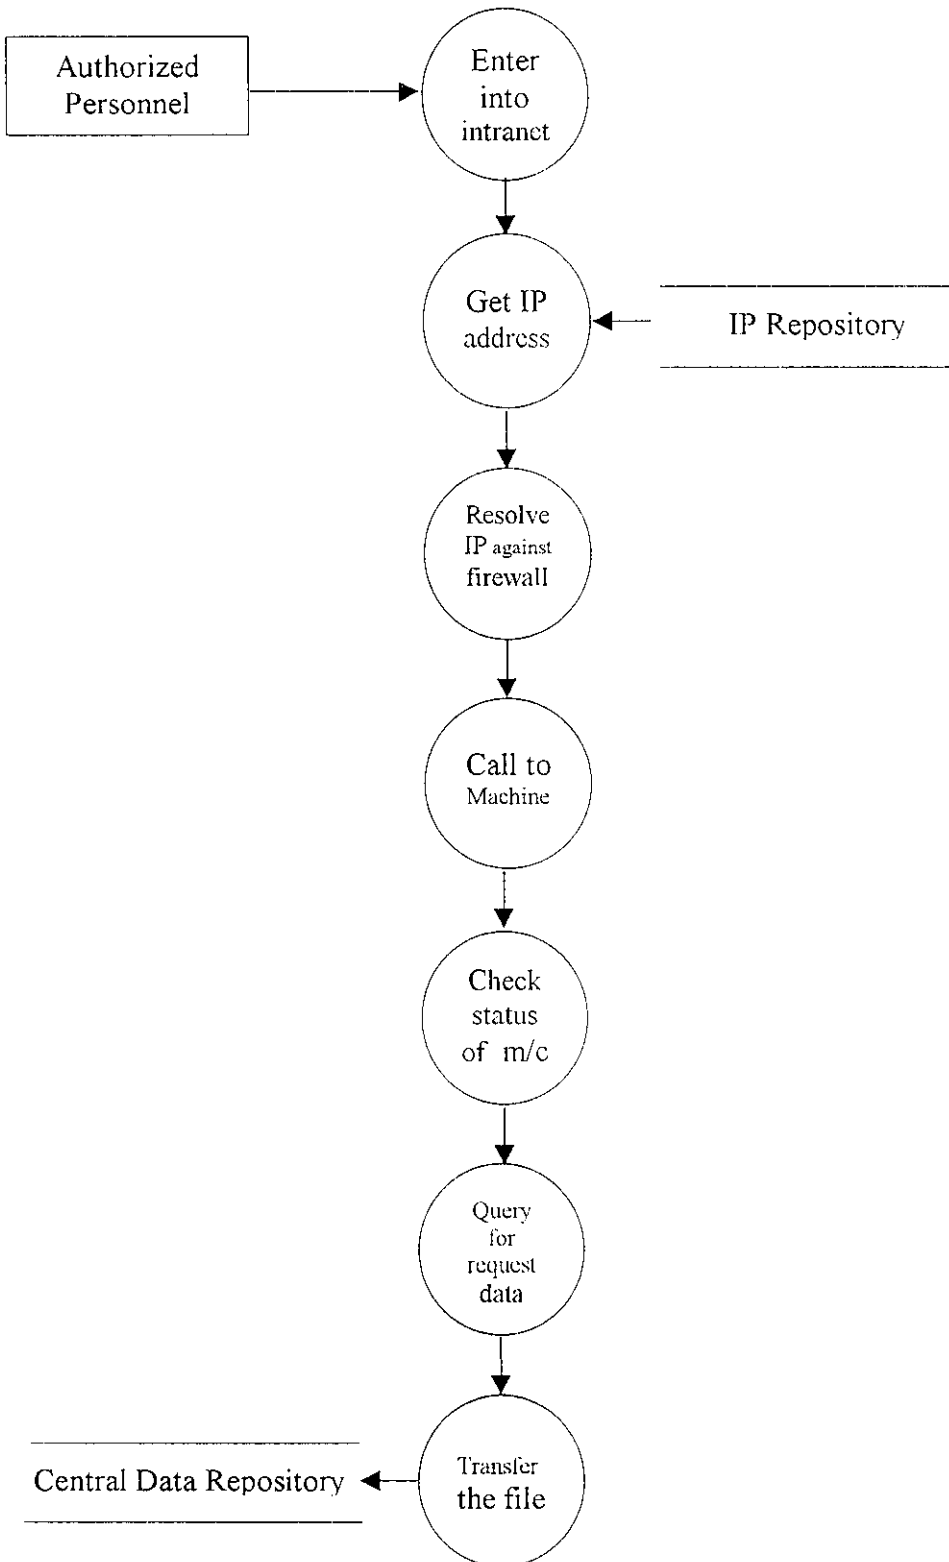 Authorized
Personnel
Enter
into
intranet
Get IP
address
IP Repository
Resolve
IP against
firewall
Call to
Machine
Check
status
of m/c
Query
for
request
data
Transfer
the file
Central Data Repository